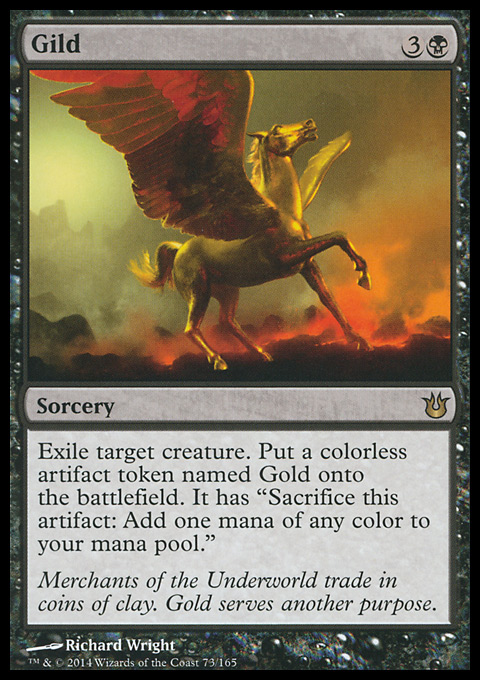 Gild 3
Sorcery
Exile target creature. Put a colorless
artifact token named Gold onto
the battlefield. It has “Sacrifice this
artifact: Add one mana of any color to
your mana pool.”
Merchants of the Underworld trade in
coins of clay. Gold serves another purpose.
Richard Wright
™ & © 2014 Wizards of the Coast 73/165